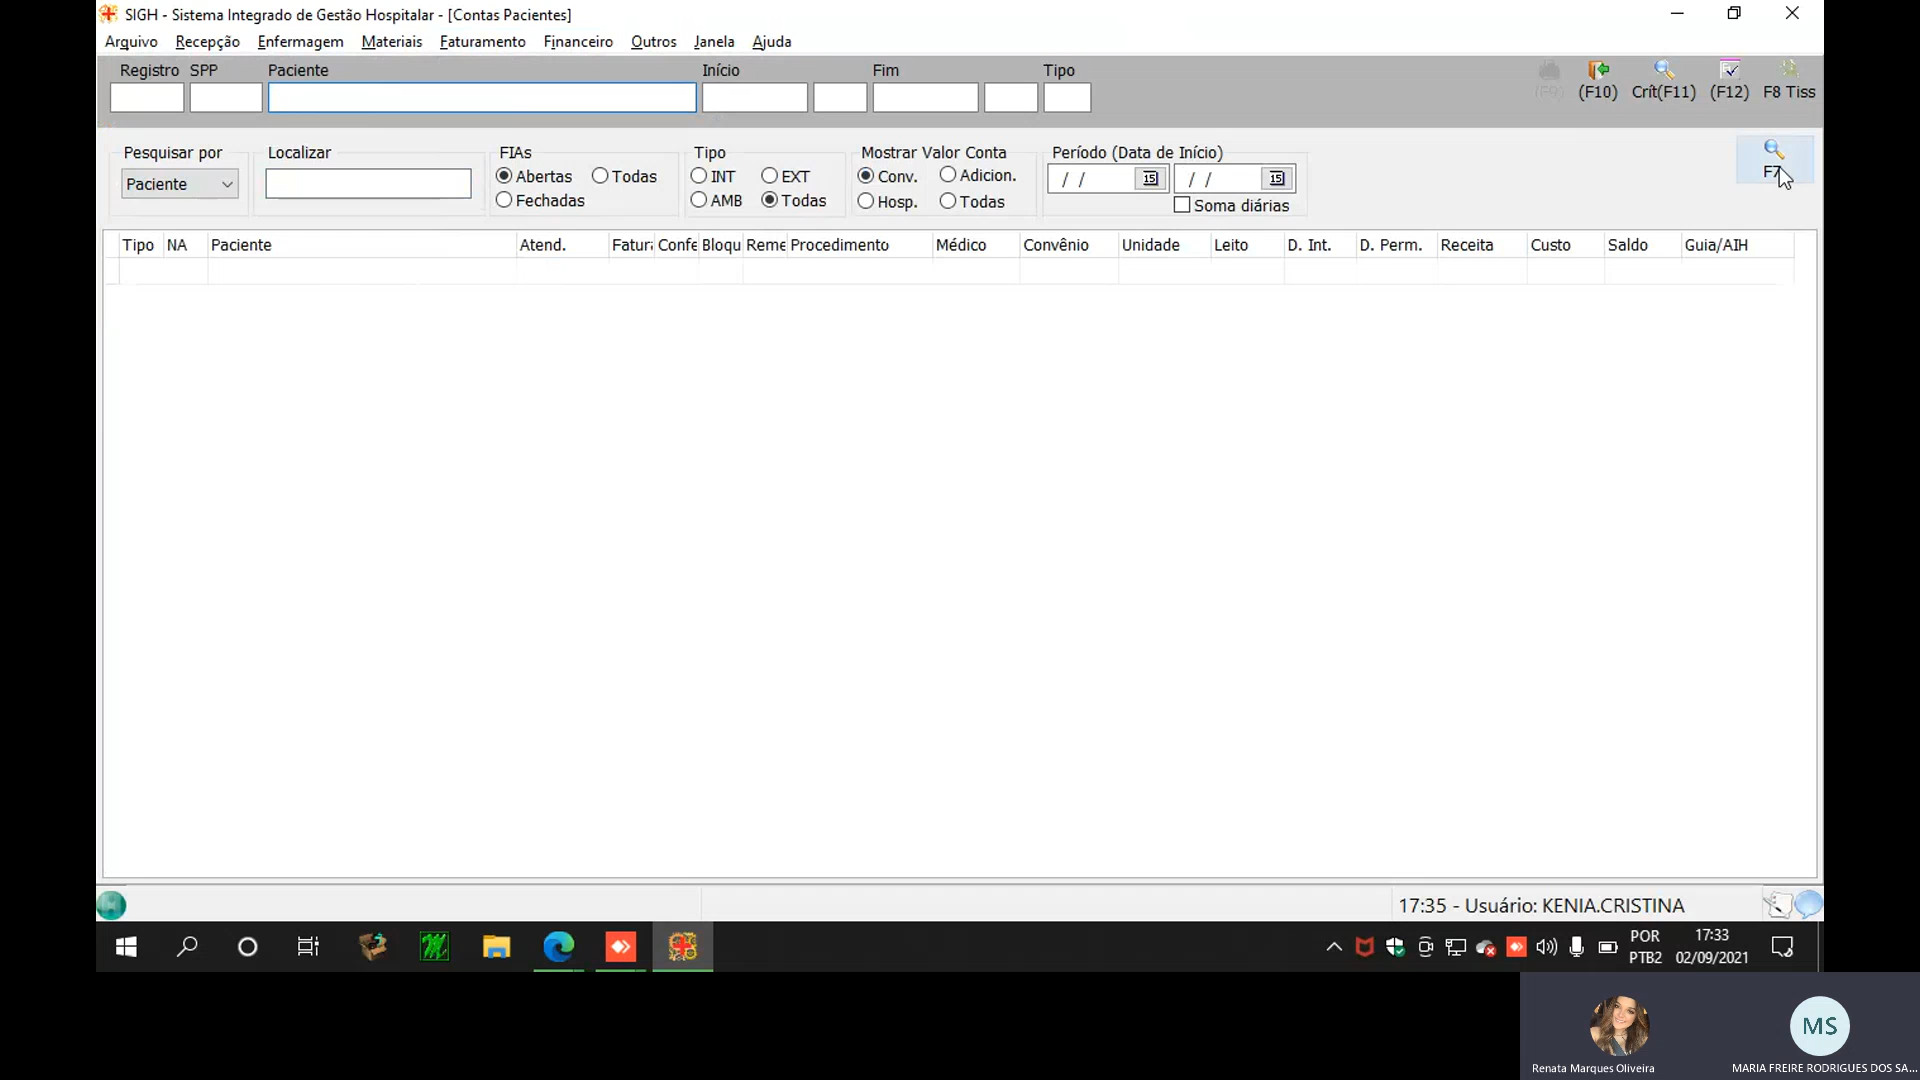 SIGH - Sistema Integrado de Gestão Hospitalar - [Contas Pacientes]
Arquivo Recepção Enfermagem Materiais Faturamento Financeiro Outros Janela Ajuda
Registro SPP Paciente Início Fim Tipo
(F9) (F10) Crít(F11) (F12) F8 Tiss
Pesquisar por Localizar FIAs Tipo Mostrar Valor Conta Período (Data de Início)
Paciente Abertas Todas INT EXT Conv. Adicion. / / 15 / / 15 F7
Fechadas AMB Todas Hosp. Todas Soma diárias
Tipo NA Paciente Atend. Fatur Confe Bloqu Reme Procedimento Médico Convênio Unidade Leito D. Int. D. Perm. Receita Custo Saldo Guia/AIH
17:35 - Usuário: KENIA.CRISTINA
POR 17:33
PTB2 02/09/2021
MS
Renata Marques Oliveira MARIA FREIRE RODRIGUES DOS SA...